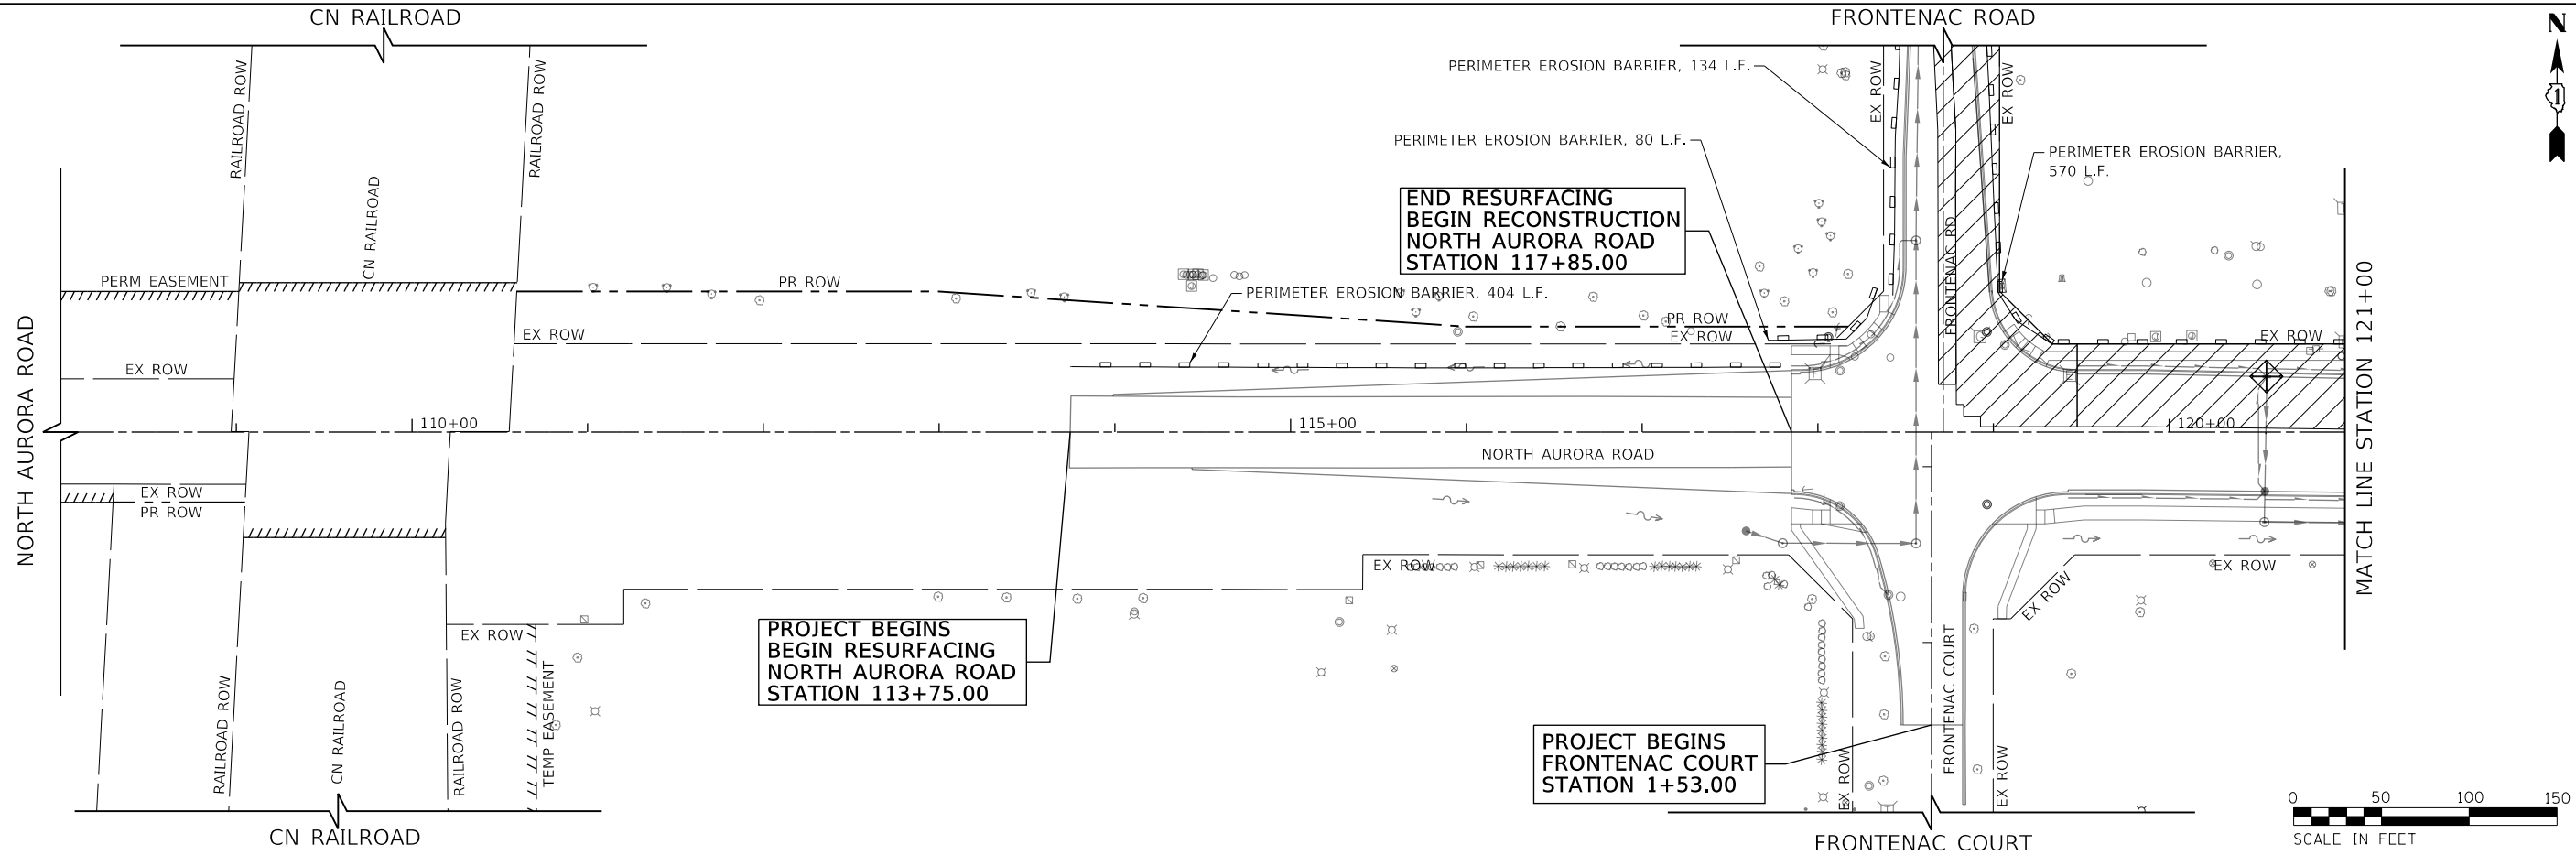 CN RAILROAD
FRONTENAC ROAD
N
1
RAILROAD ROW
RAILROAD ROW
CN RAILROAD
PERIMETER EROSION BARRIER, 134 L.F.
EX ROW
EX ROW
PERIMETER EROSION BARRIER, 80 L.F.
PERIMETER EROSION BARRIER,
570 L.F.
END RESURFACING
BEGIN RECONSTRUCTION
NORTH AURORA ROAD
STATION 117+85.00
FRONTENAC RD
PERM EASEMENT
PR ROW
PERIMETER EROSION BARRIER, 404 L.F.
PR ROW
EX ROW
EX ROW
EX ROW
EX ROW
NORTH AURORA ROAD
110+00
115+00
120+00
MATCH LINE STATION 121+00
NORTH AURORA ROAD
EX ROW
PR ROW
EX ROW
EX ROW
EX ROW
EX ROW
PROJECT BEGINS
BEGIN RESURFACING
NORTH AURORA ROAD
STATION 113+75.00
RAILROAD ROW
CN RAILROAD
RAILROAD ROW
TEMP EASEMENT
FRONTENAC COURT
PROJECT BEGINS
FRONTENAC COURT
STATION 1+53.00
EX ROW
EX ROW
0 50 100 150
SCALE IN FEET
CN RAILROAD
FRONTENAC COURT